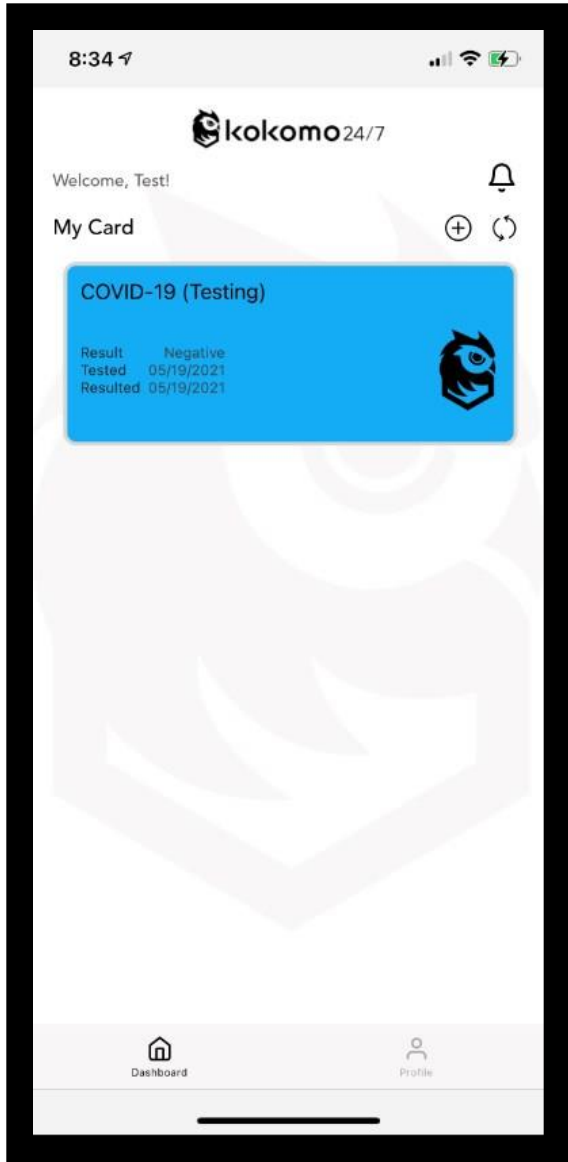 8:34
kokomo24/7
Welcome, Test!
My Card
COVID-19 (Testing)
Result Negative
Tested 05/19/2021
Resulted 05/19/2021
Dashboard
Profile